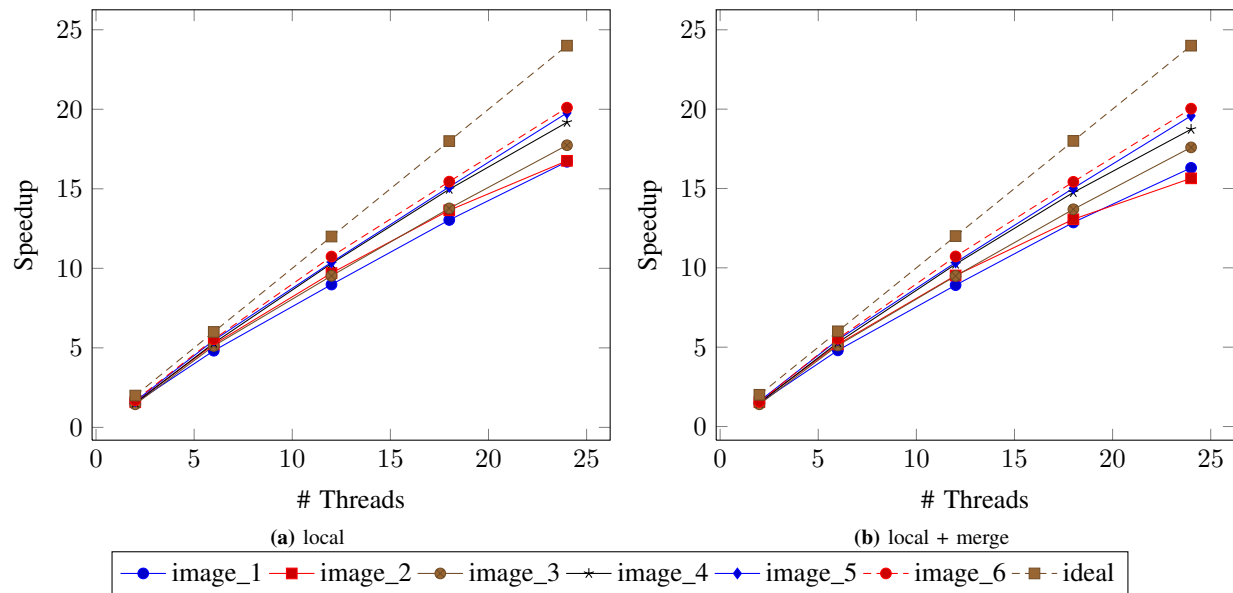 25
20
15
10
5
0
Speedup
0 5 10 15 20 25
# Threads
(a) local
25
20
15
10
5
0
Speedup
0 5 10 15 20 25
# Threads
(b) local + merge
image_1 image_2 image_3 image_4 image_5 image_6 ideal